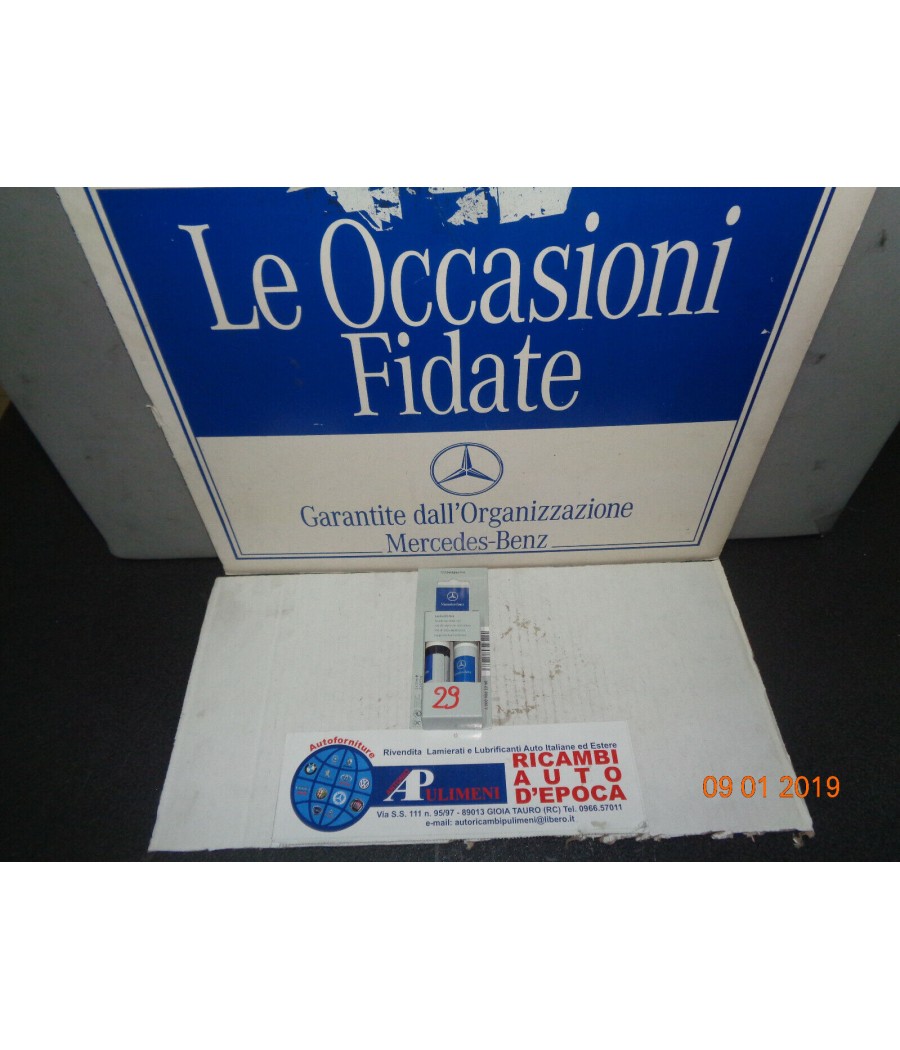 Le Occasioni
Fidate
Garantite dall'Organizzazione
Mercedes-Benz
29
Autoforniture
Rivendita Lamierati e Lubrificanti Auto Italiane ed Estere
APULIMENI
RICAMBI
AUTO
D'EPOCA
Via S.S. 111 n. 95/97 - 89013 GIOIA TAURO (RC) Tel. 0966.57011
e-mail: autoricambipulimeni@libero.it
09 01 2019